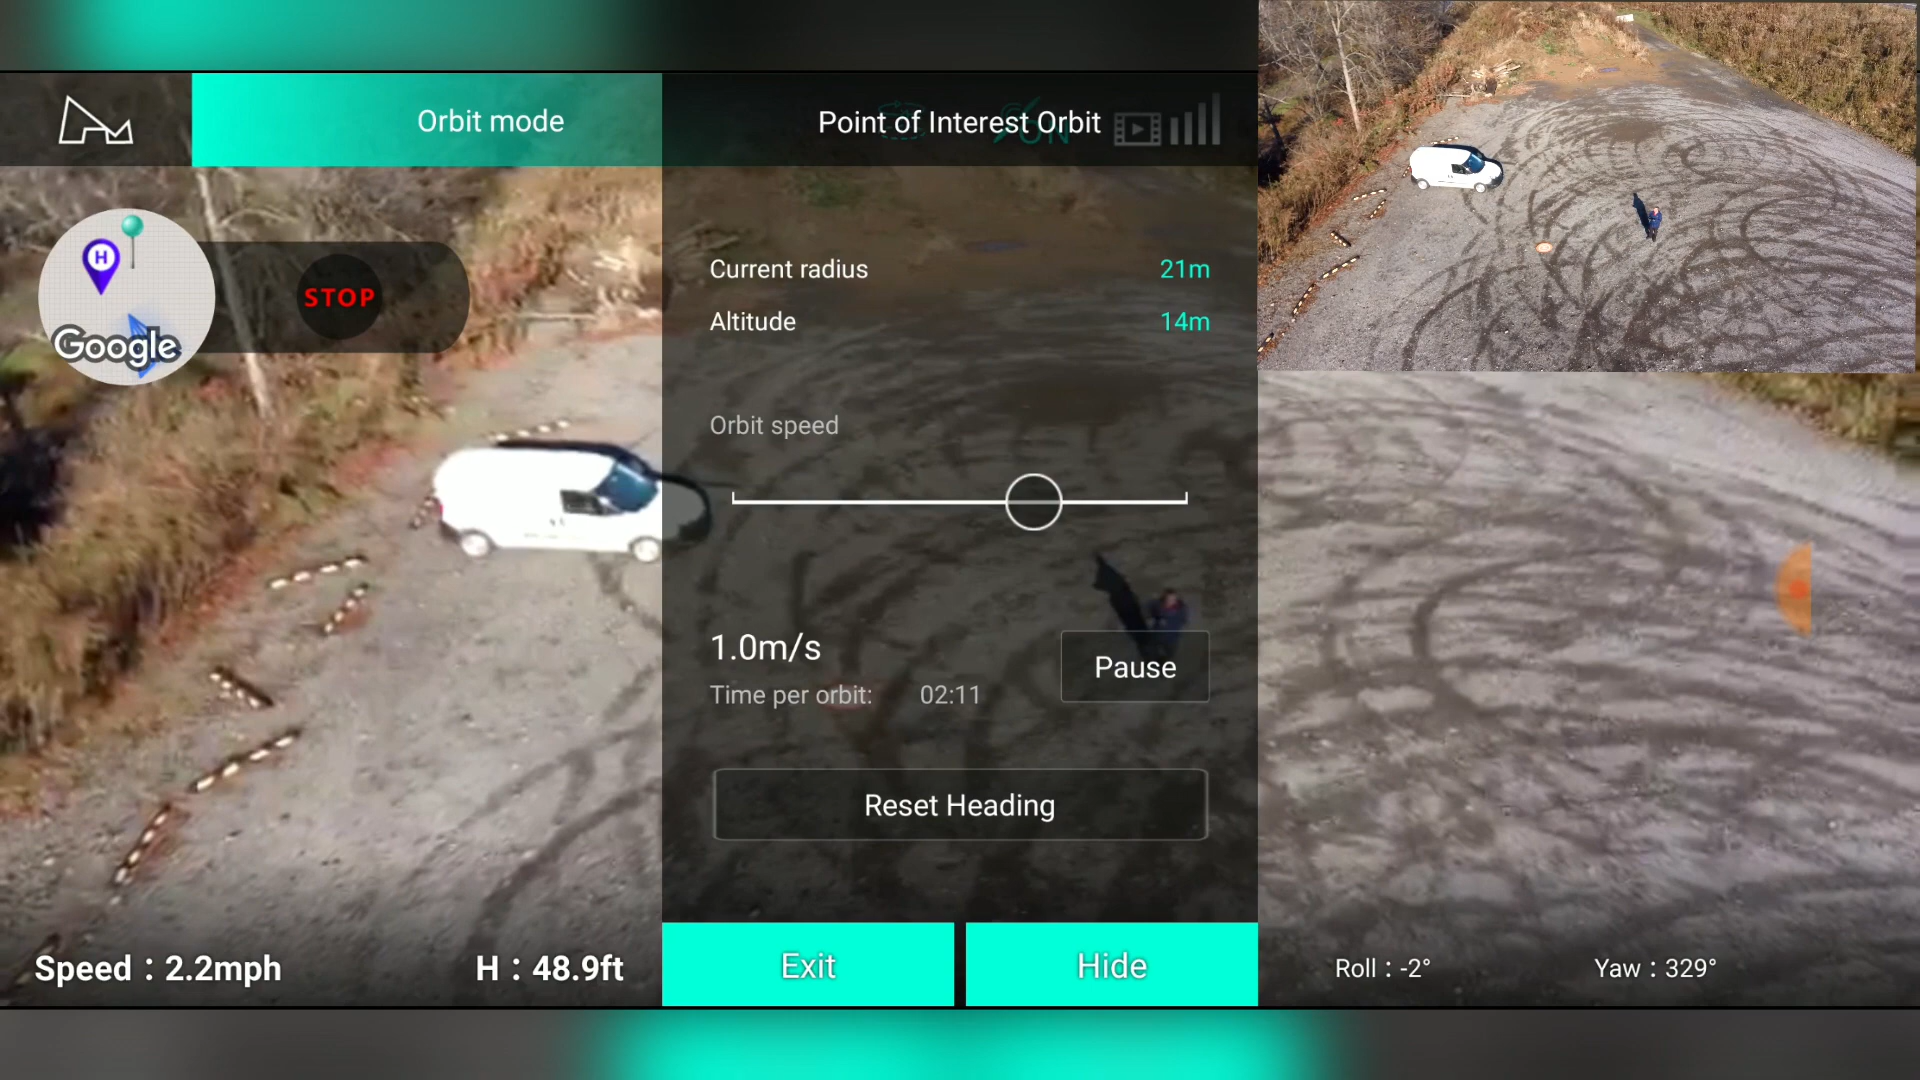 Orbit mode
Point of Interest Orbit
ON
H
STOP
Google
Current radius 21m
Altitude 14m
Orbit speed
1.0m/s
Time per orbit: 02:11
Pause
Reset Heading
Exit
Hide
Speed : 2.2mph
H : 48.9ft
Roll : -2°
Yaw : 329°